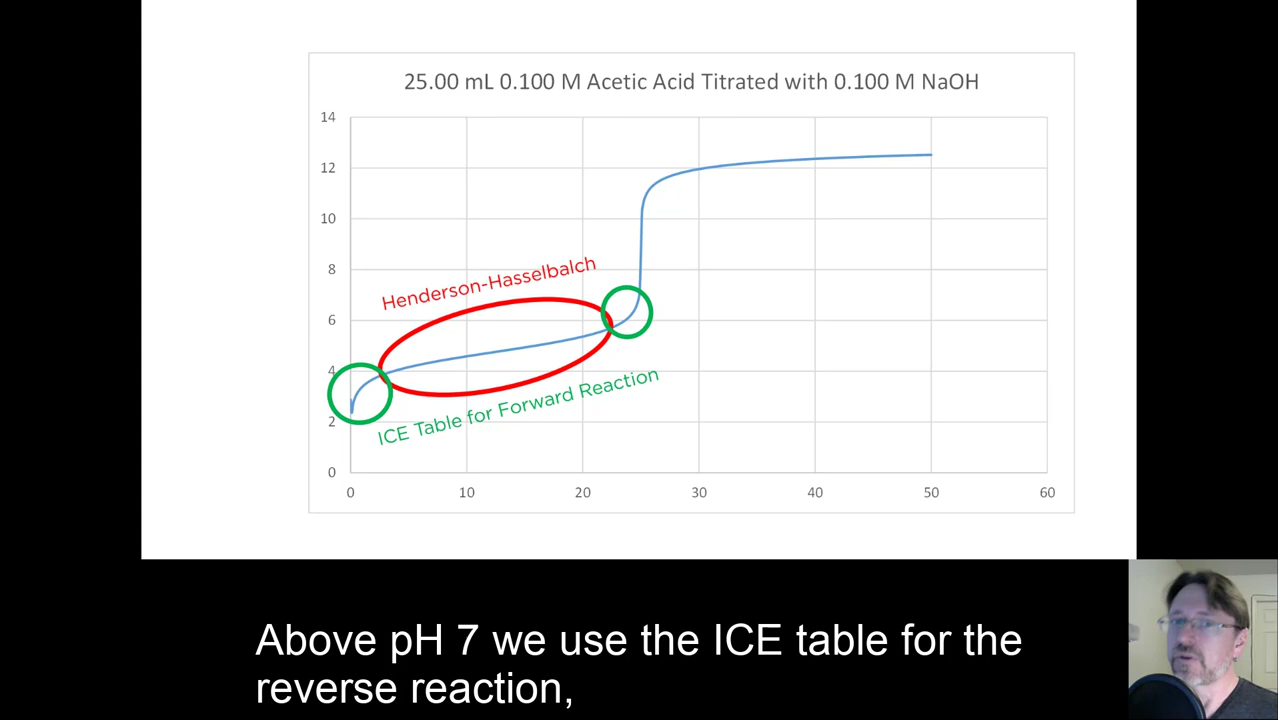 25.00 mL 0.100 M Acetic Acid Titrated with 0.100 M NaOH
14
12
10
8
6
4
2
0
Henderson-Hasselbalch
ICE Table for Forward Reaction
0 10 20 30 40 50 60
Above pH 7 we use the ICE table for the
reverse reaction,